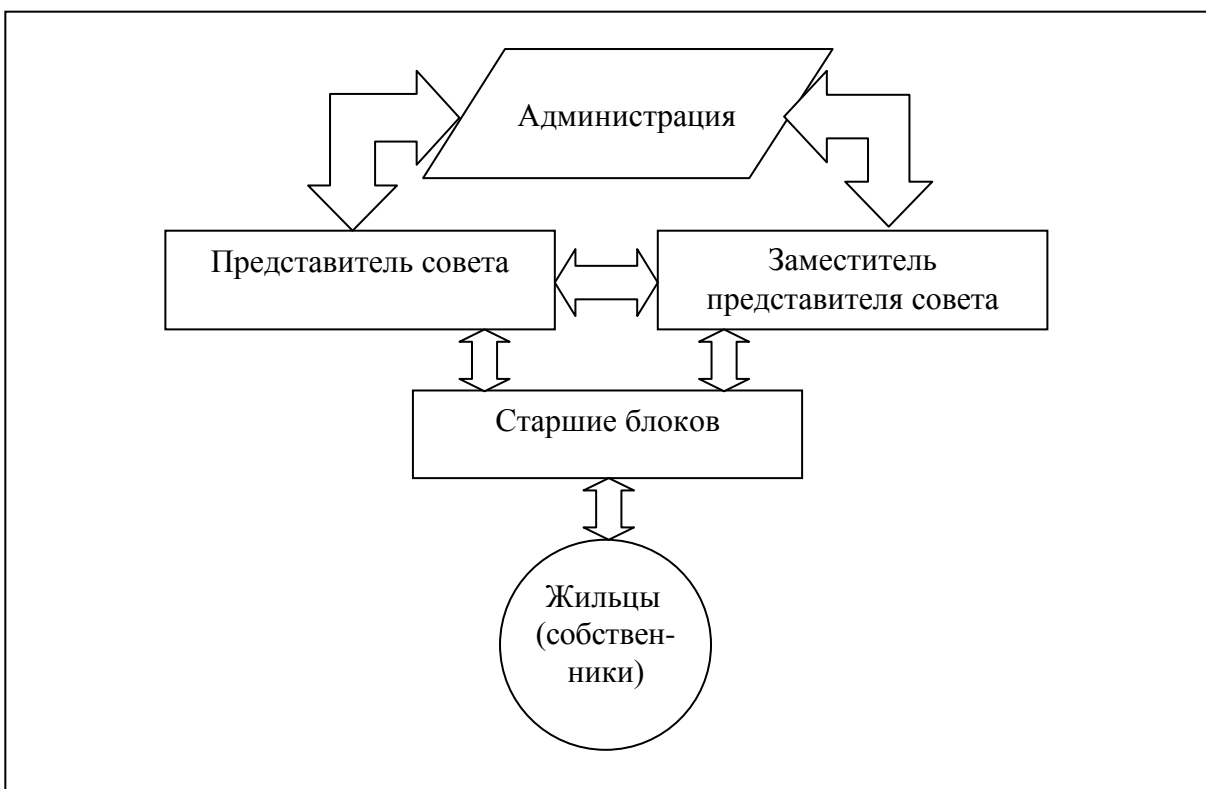 Администрация
Представитель совета
Заместитель
представителя совета
Старшие блоков
Жильцы
(собствен-
ники)